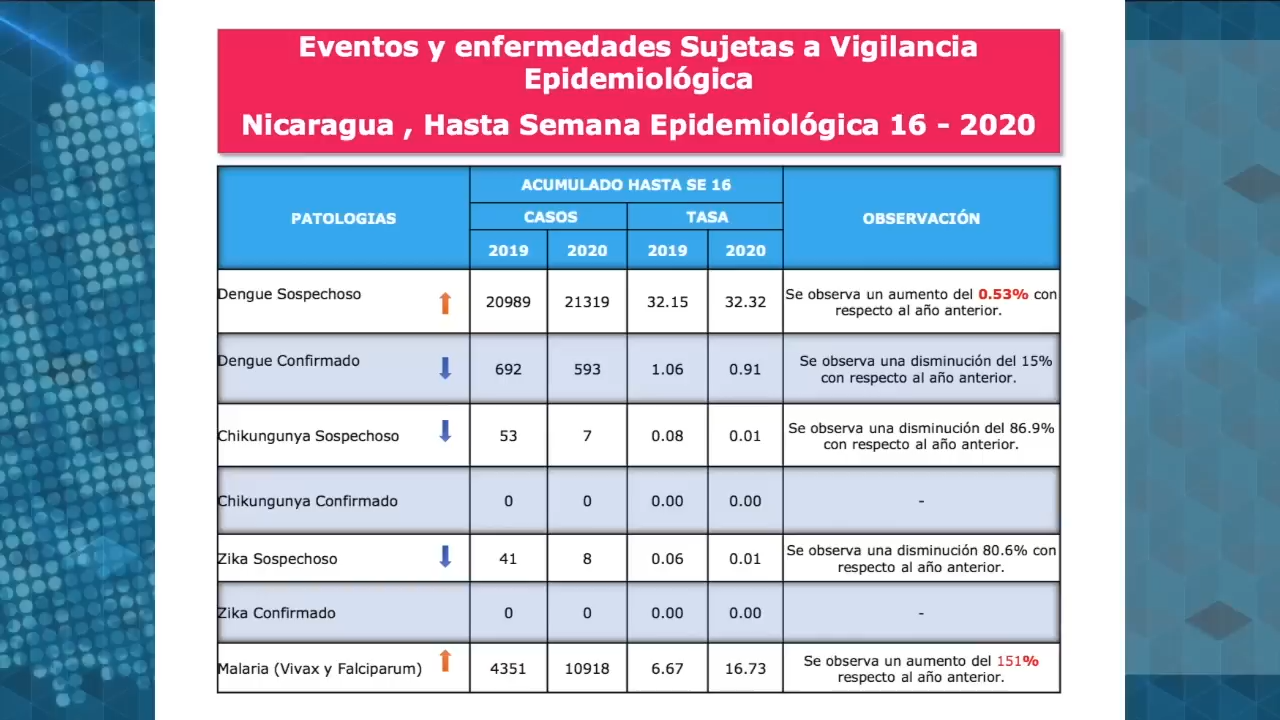 Eventos y enfermedades Sujetas a Vigilancia
Epidemiológica
Nicaragua , Hasta Semana Epidemiológica 16 - 2020
PATOLOGIAS
ACUMULADO HASTA SE 16
OBSERVACIÓN
CASOS
TASA
2019
2020
2019
2020
Dengue Sospechoso
20989
21319
32.15
32.32
Se observa un aumento del 0.53% con
respecto al año anterior.
Dengue Confirmado
692
593
1.06
0.91
Se observa una disminución del 15%
con respecto al año anterior.
Chikungunya Sospechoso
53
7
0.08
0.01
Se observa una disminución del 86.9%
con respecto al año anterior.
Chikungunya Confirmado
0
0
0.00
0.00
-
Zika Sospechoso
41
8
0.06
0.01
Se observa una disminución 80.6% con
respecto al año anterior.
Zika Confirmado
0
0
0.00
0.00
-
Malaria (Vivax y Falciparum)
4351
10918
6.67
16.73
Se observa un aumento del 151%
respecto al año anterior.